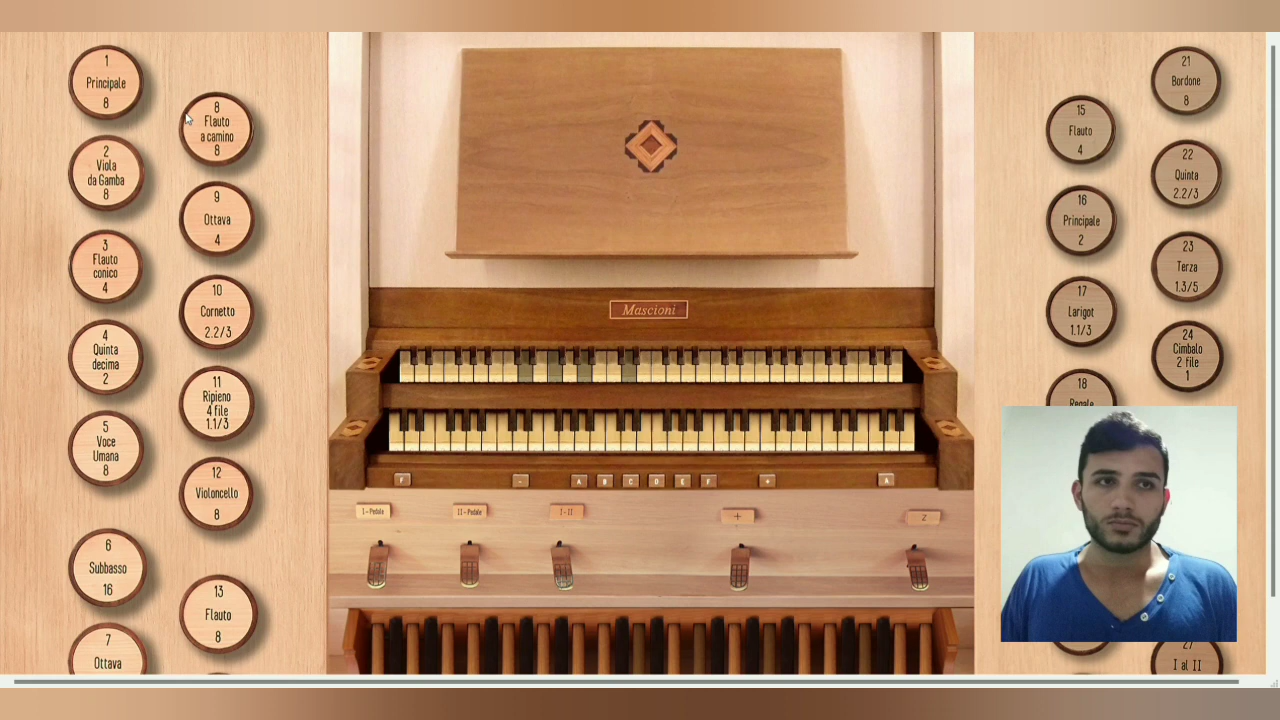 1
Principale
8
2
Viola
da Gamba
8
3
Flauto
conico
4
4
Quinta
decima
2
5
Voce
Umana
8
6
Subbasso
16
7
Ottava
8
Flauto
a camino
8
9
Ottava
4
10
Cornetto
2.2/3
11
Ripieno
4 file
1.1/3
12
Violoncello
8
13
Flauto
8
Mascioni
F - A B C D E F + A
I-Pedale II-Pedale I-II + Z
15
Flauto
4
16
Principale
2
17
Larigot
1.1/3
18
Regale
21
Bordone
8
22
Quinta
2.2/3
23
Terza
1.3/5
24
Cimbalo
2 file
1
27
I al II